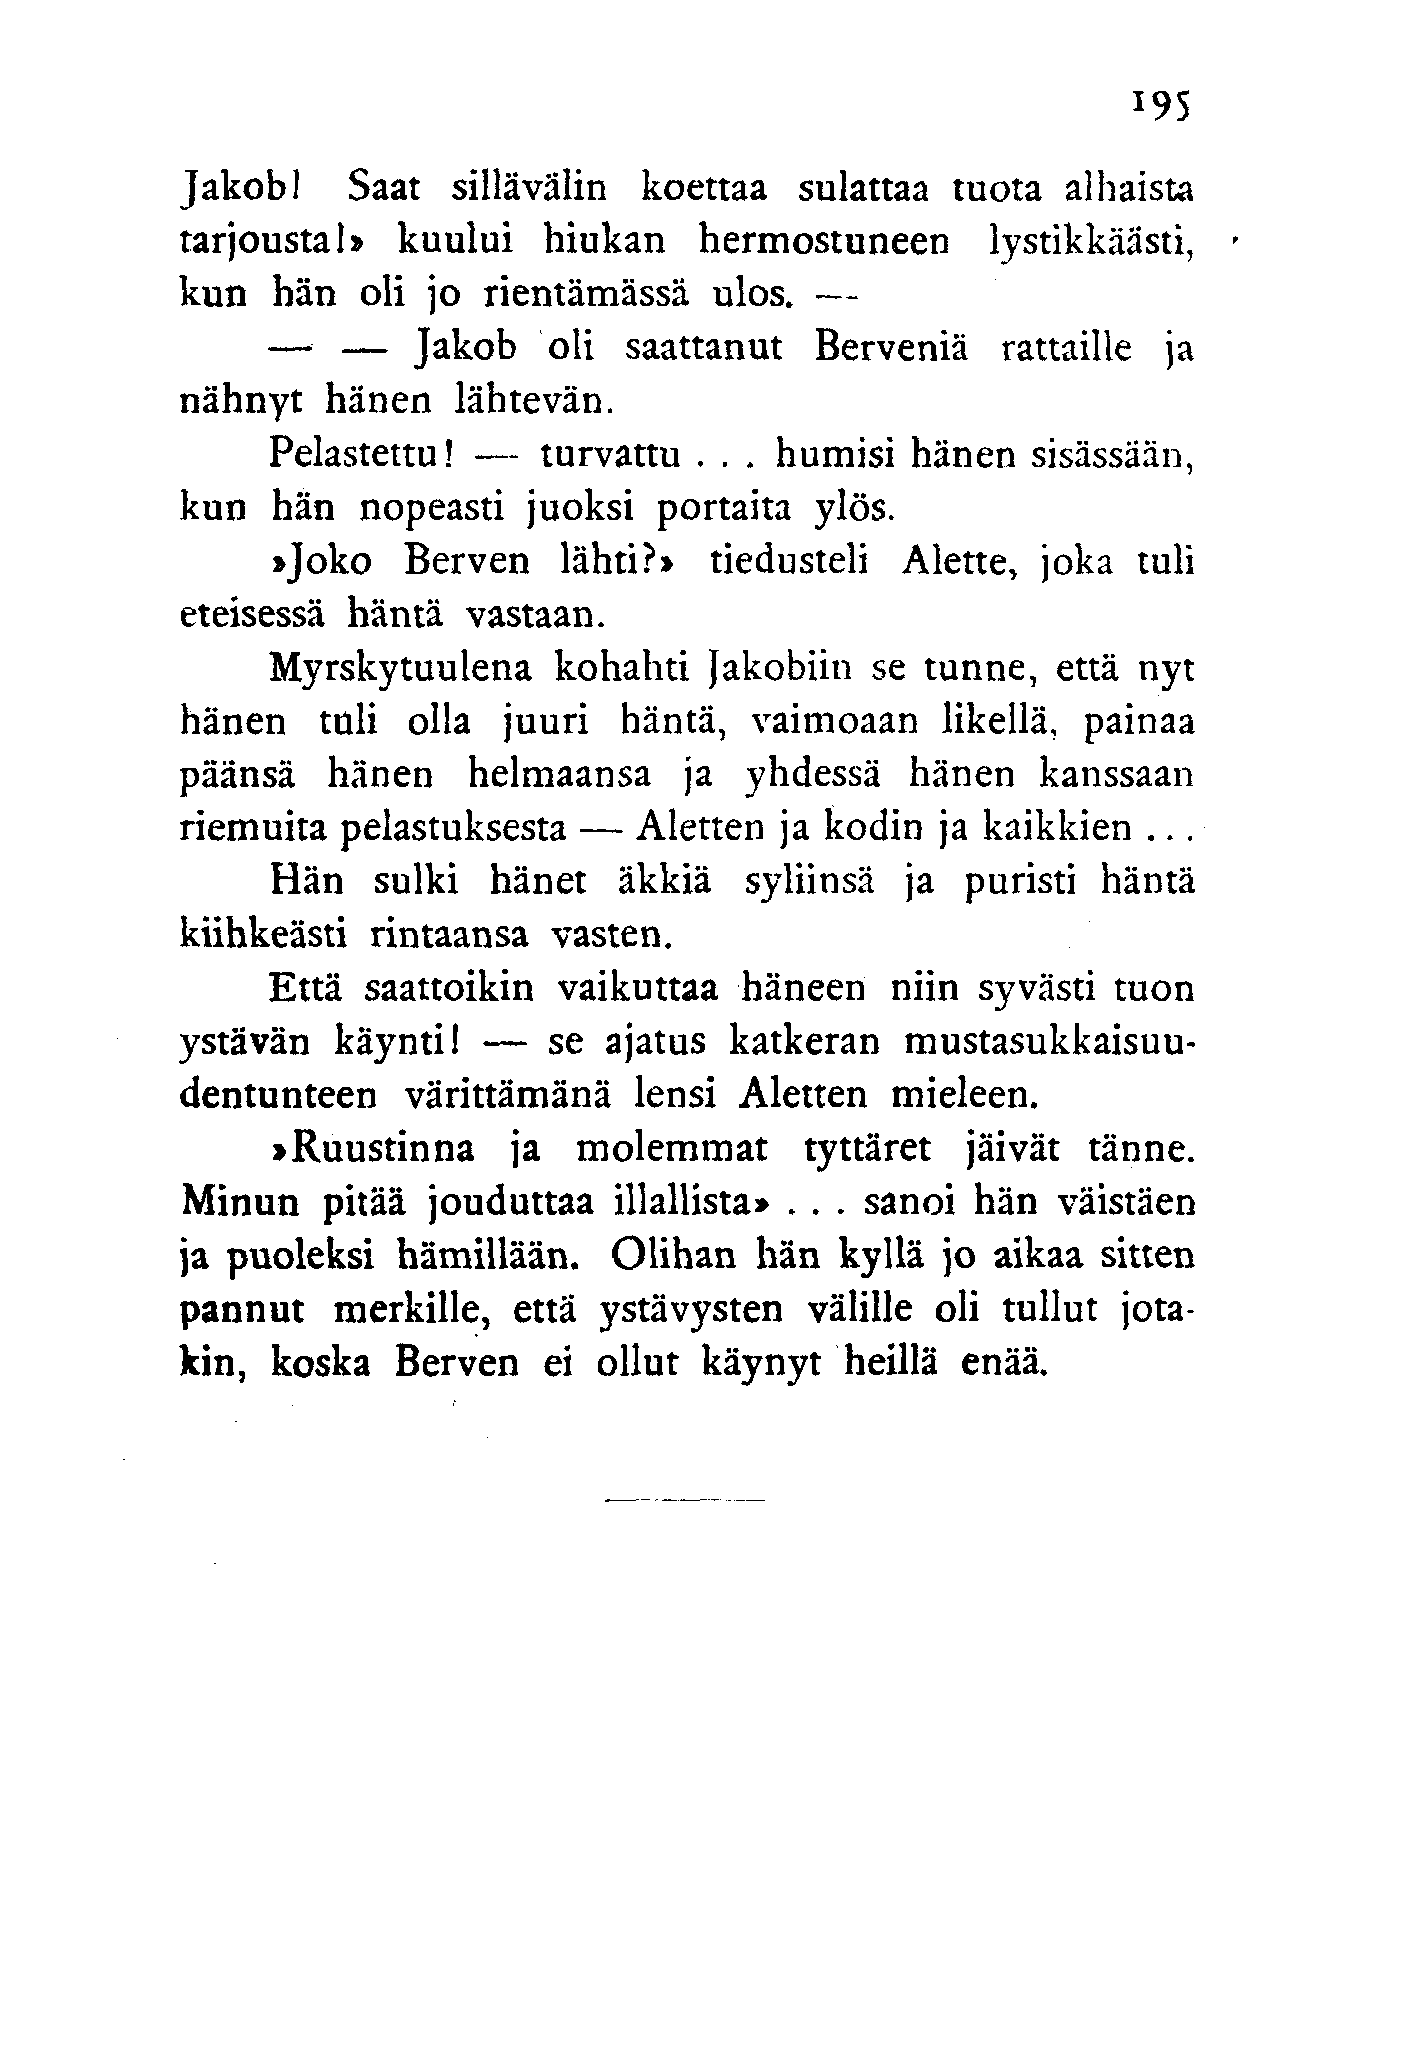 195
Jakob! Saat sillävälin koettaa sulattaa tuota alhaista
tarjousta!» kuului hiukan hermostuneen lystikkäästi,
kun hän oli jo rientämässä ulos. —
— — Jakob oli saattanut Berveniä rattaille ja
nähnyt hänen lähtevän.
Pelastettu! — turvattu . . . humisi hänen sisässään,
kun hän nopeasti juoksi portaita ylös.
»Joko Berven lähti?» tiedusteli Alette, joka tuli
eteisessä häntä vastaan.
Myrskytuulena kohahti Jakobiin se tunne, että nyt
hänen tuli olla juuri häntä, vaimoaan likellä, painaa
päänsä hänen helmaansa ja yhdessä hänen kanssaan
riemuita pelastuksesta — Aletten ja kodin ja kaikkien . . .
Hän sulki hänet äkkiä syliinsä ja puristi häntä
kiihkeästi rintaansa vasten.
Että saattoikin vaikuttaa häneen niin syvästi tuon
ystävän käynti! — se ajatus katkeran mustasukkaisuu-
dentunteen värittämänä lensi Aletten mieleen.
»Ruustinna ja molemmat tyttäret jäivät tänne.
Minun pitää jouduttaa illallista» . . . sanoi hän väistäen
ja puoleksi hämillään. Olihan hän kyllä jo aikaa sitten
pannut merkille, että ystävysten välille oli tullut jota-
kin, koska Berven ei ollut käynyt heillä enää.